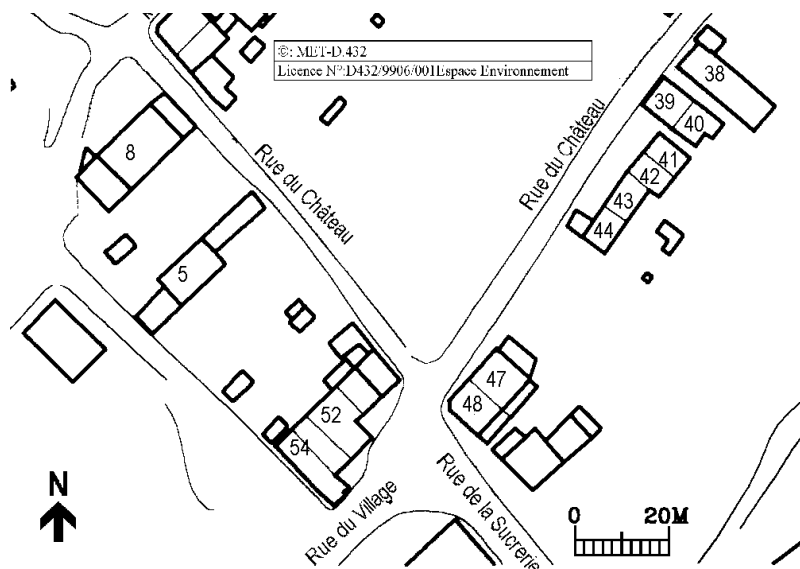 ©: MET-D.432
Licence N°:D432/9906/001Espace Environnement
38
39
40
8
Rue du Château
Rue du Château
41
42
43
44
5
47
48
52
54
N
Rue du Village
Rue de la Sucrerie
0 20M